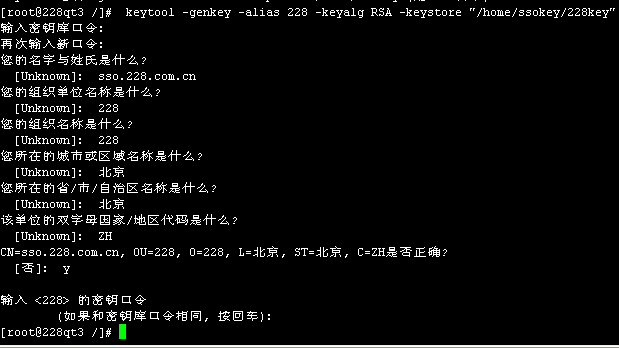 [root@228qt3 /]#  keytool -genkey -alias 228 -keyalg RSA -keystore "/home/ssokey/228key"
输入密钥库口令:
再次输入新口令:
您的名字与姓氏是什么?
[Unknown]:  sso.228.com.cn
您的组织单位名称是什么?
[Unknown]:  228
您的组织名称是什么?
[Unknown]:  228
您所在的城市或区域名称是什么?
[Unknown]:  北京
您所在的省/市/自治区名称是什么?
[Unknown]:  北京
该单位的双字母国家/地区代码是什么?
[Unknown]:  ZH
CN=sso.228.com.cn, OU=228, O=228, L=北京, ST=北京, C=ZH是否正确?
[否]:  y
输入 <228> 的密钥口令
(如果和密钥库口令相同, 按回车):
[root@228qt3 /]#